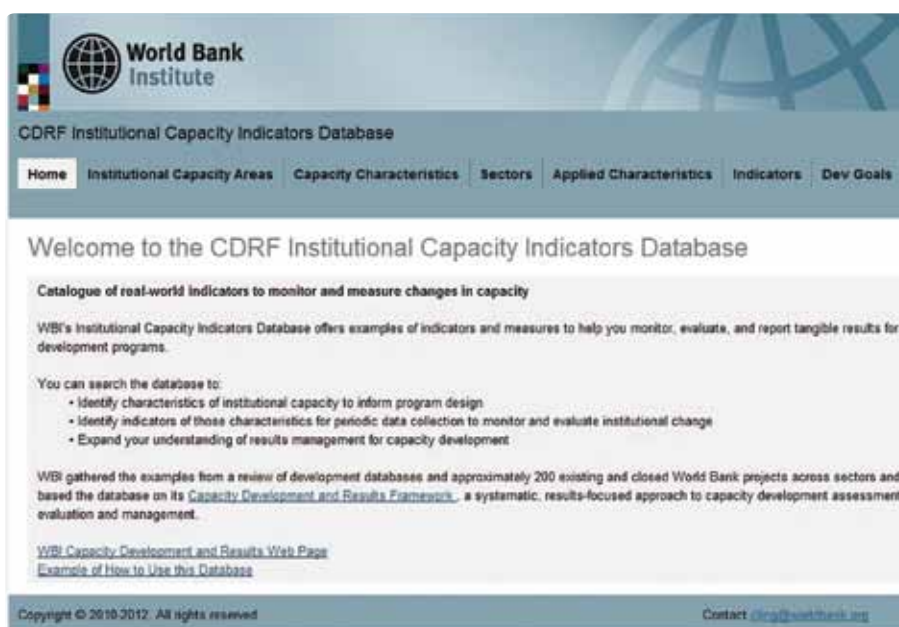 World Bank
Institute
CDRF Institutional Capacity Indicators Database
Home Institutional Capacity Areas Capacity Characteristics Sectors Applied Characteristics Indicators Dev Goals
Welcome to the CDRF Institutional Capacity Indicators Database
Catalogue of real-world indicators to monitor and measure changes in capacity
WBI's Institutional Capacity Indicators Database offers examples of indicators and measures to help you monitor, evaluate, and report tangible results for
development programs.
You can search the database to:
• Identify characteristics of institutional capacity to inform program design
• Identify indicators of those characteristics for periodic data collection to monitor and evaluate institutional change
• Expand your understanding of results management for capacity development
WBI gathered the examples from a review of development databases and approximately 200 existing and closed World Bank projects across sectors and
based the database on its Capacity Development and Results Framework , a systematic, results-focused approach to capacity development assessment
evaluation and management.
WBI Capacity Development and Results Web Page
Example of How to Use this Database
Copyright © 2010-2012. All rights reserved Contact